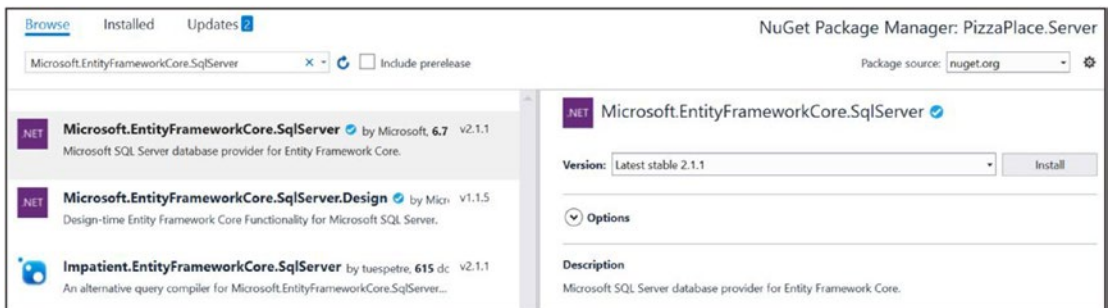 Browse Installed Updates 2
NuGet Package Manager: PizzaPlace.Server
Microsoft.EntityFrameworkCore.SqlServer
Include prerelease
Package source: nuget.org
.NET
Microsoft.EntityFrameworkCore.SqlServer by Microsoft, 6.7 v2.1.1
Microsoft SQL Server database provider for Entity Framework Core.
.NET
Microsoft.EntityFrameworkCore.SqlServer.Design by Micr v1.1.5
Design-time Entity Framework Core Functionality for Microsoft SQL Server.
Impatient.EntityFrameworkCore.SqlServer by tuespetre, 615 dc v2.1.1
An alternative query compiler for Microsoft.EntityFrameworkCore.SqlServer...
.NET
Microsoft.EntityFrameworkCore.SqlServer
Version: Latest stable 2.1.1 Install
Options
Description
Microsoft SQL Server database provider for Entity Framework Core.